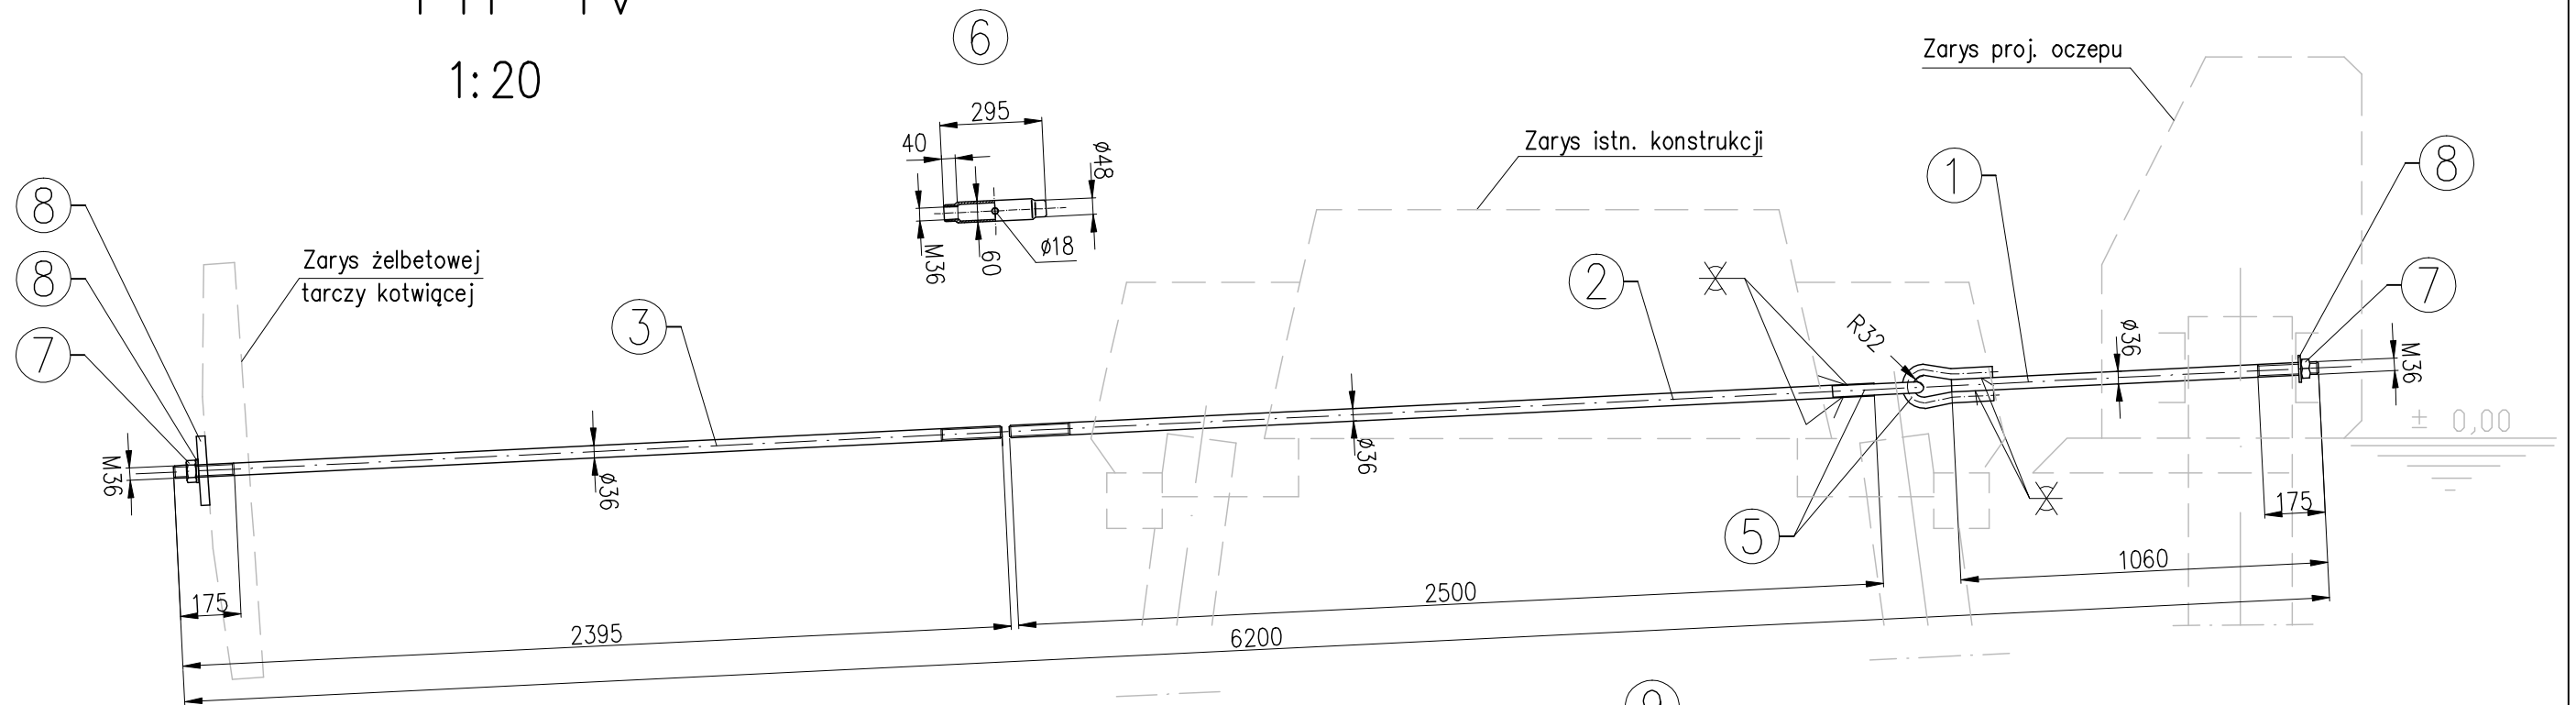 1:20
6
295
40
ø48
M36
60
ø18
Zarys proj. oczepu
Zarys istn. konstrukcji
1
8
7
8
8
7
Zarys żelbetowej
tarczy kotwiącej
3
2
R32
ø36
M36
± 0,00
M36
ø36
ø36
5
175
1060
175
2395
2500
6200